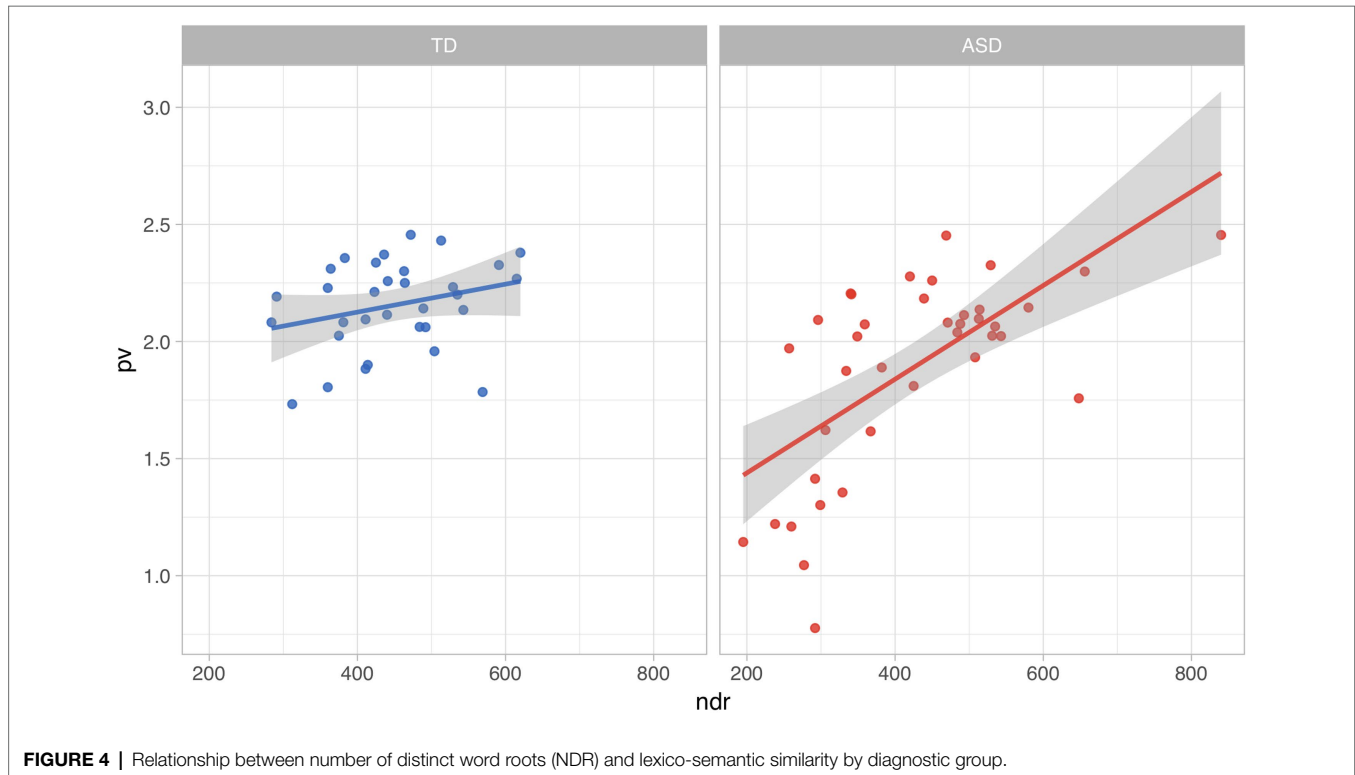 TD ASD
3.0
2.5
2.0
1.5
1.0
pv
200 400 600 800 200 400 600 800
ndr
FIGURE 4 | Relationship between number of distinct word roots (NDR) and lexico-semantic similarity by diagnostic group.